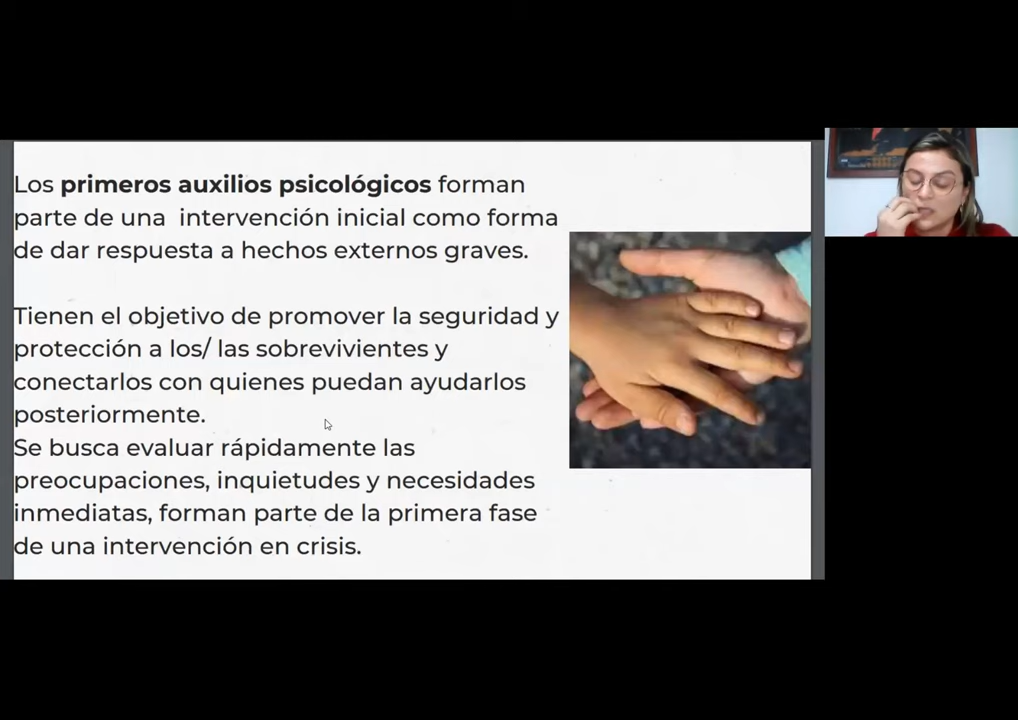 Los primeros auxilios psicológicos forman
parte de una  intervención inicial como forma
de dar respuesta a hechos externos graves.
Tienen el objetivo de promover la seguridad y
protección a los/ las sobrevivientes y
conectarlos con quienes puedan ayudarlos
posteriormente.
Se busca evaluar rápidamente las
preocupaciones, inquietudes y necesidades
inmediatas, forman parte de la primera fase
de una intervención en crisis.